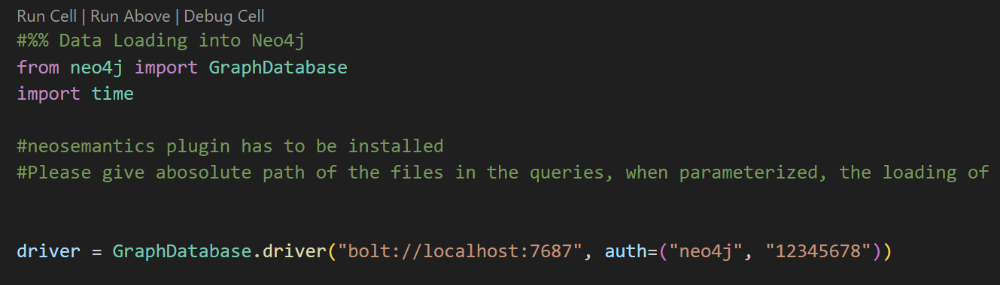 Run Cell | Run Above | Debug Cell
#%% Data Loading into Neo4j
from neo4j import GraphDatabase
import time
#neosemantics plugin has to be installed
#Please give abosolute path of the files in the queries, when parameterized, the loading of
driver = GraphDatabase.driver("bolt://localhost:7687", auth=("neo4j", "12345678"))